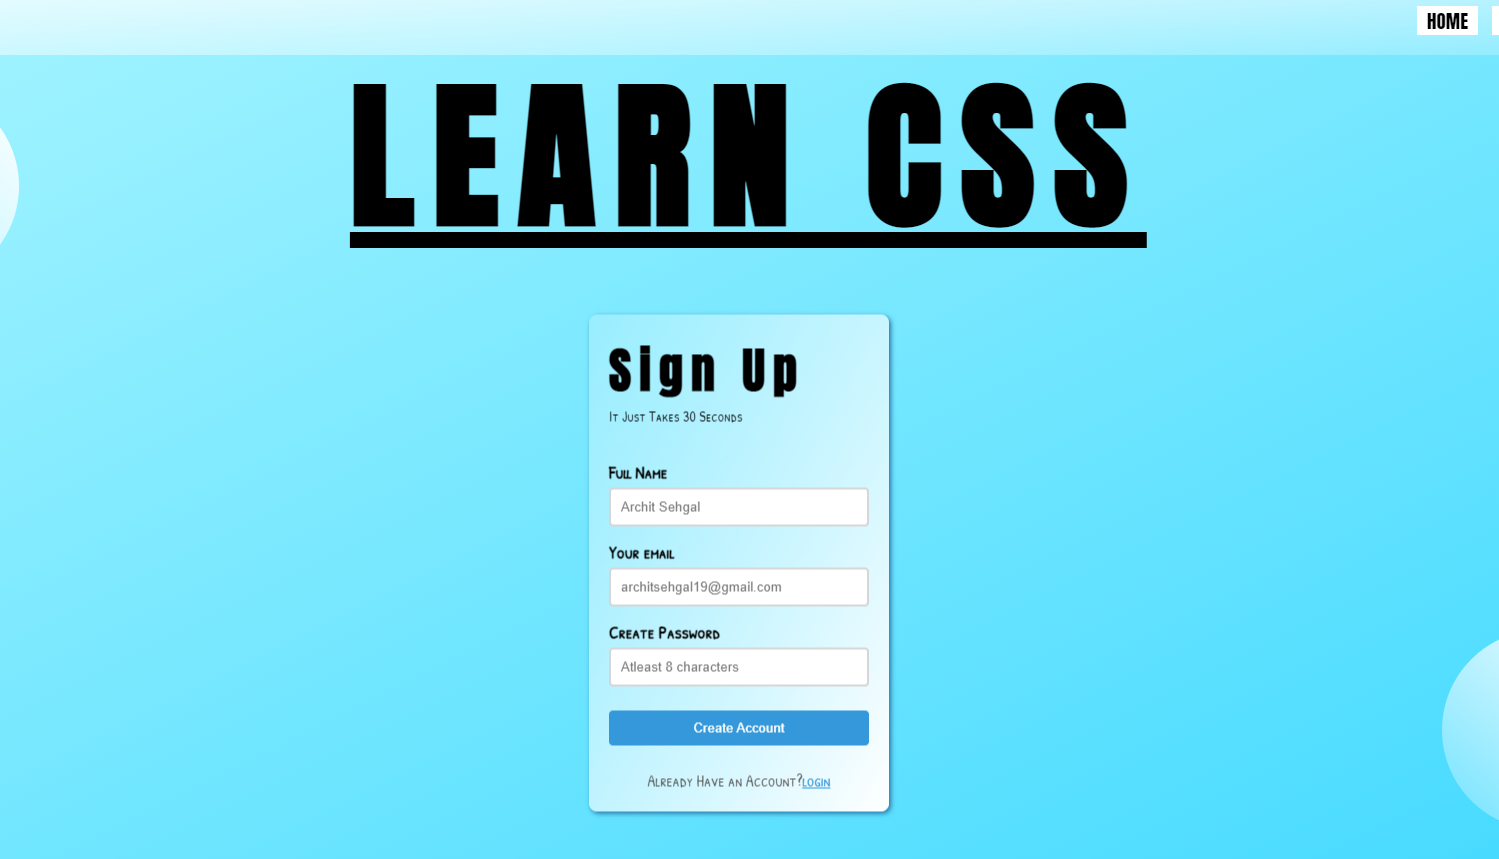 HOME
LEARN CSS
Sign Up
It Just Takes 30 Seconds
Full Name
Archit Sehgal
Your email
architsehgal19@gmail.com
Create Password
Atleast 8 characters
Create Account
Already Have an Account?login